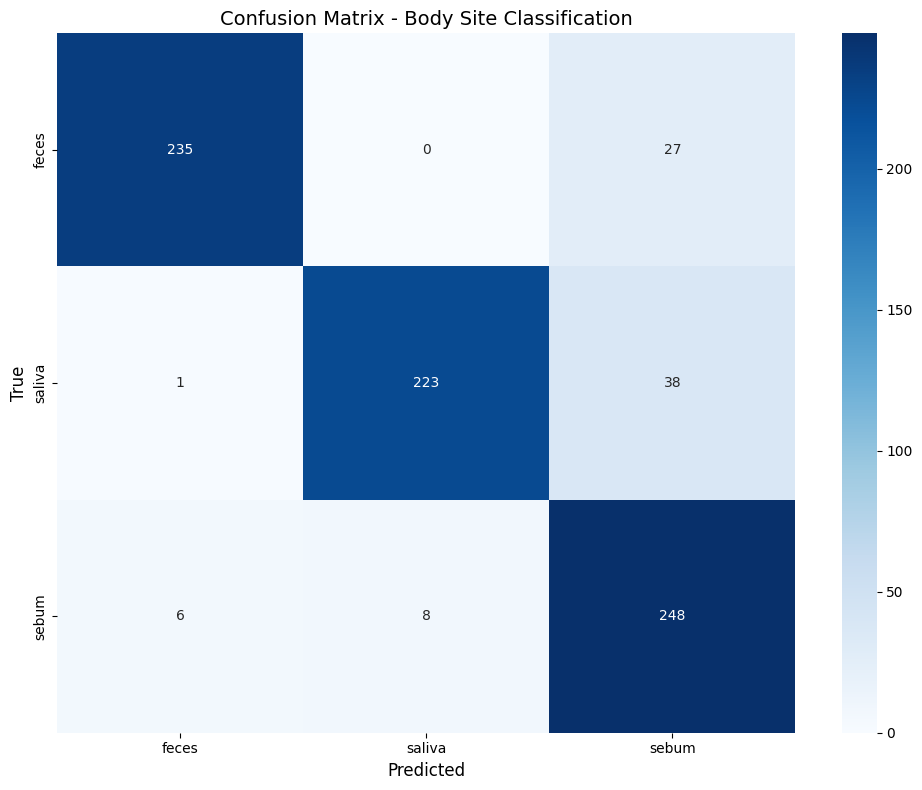 Confusion Matrix - Body Site Classification
feces
235
0
27
saliva
1
223
38
sebum
6
8
248
feces
saliva
sebum
True
Predicted
200
150
100
50
0